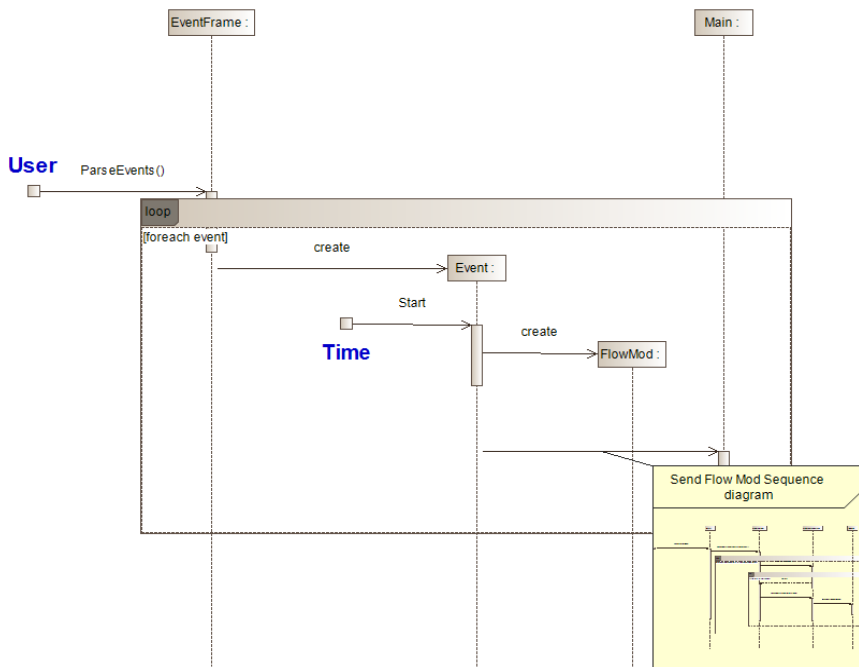 EventFrame :
Main :
User
ParseEvents()
loop
[foreach event]
create
Event :
Start
create
Time
FlowMod :
Send Flow Mod Sequence
diagram